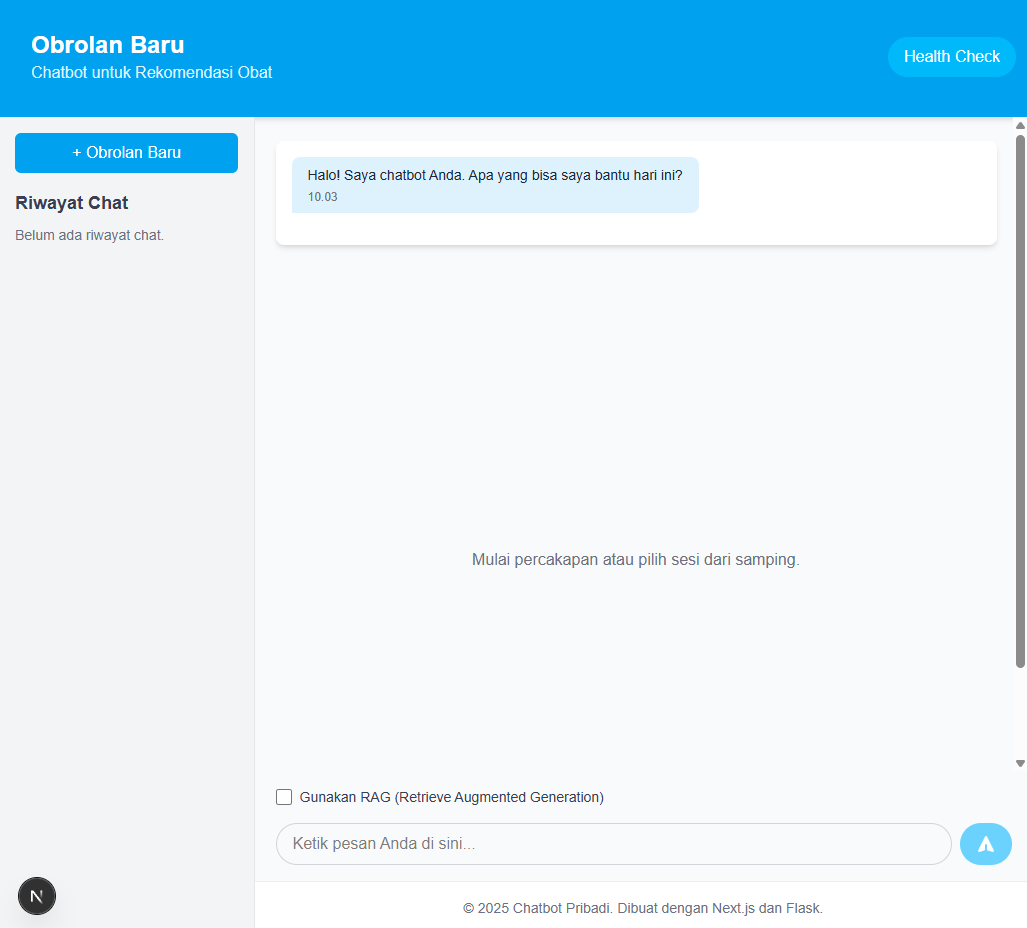 Obrolan Baru
Chatbot untuk Rekomendasi Obat
Health Check
+ Obrolan Baru
Riwayat Chat
Belum ada riwayat chat.
Halo! Saya chatbot Anda. Apa yang bisa saya bantu hari ini?
10.03
Mulai percakapan atau pilih sesi dari samping.
Gunakan RAG (Retrieve Augmented Generation)
Ketik pesan Anda di sini...
N
© 2025 Chatbot Pribadi. Dibuat dengan Next.js dan Flask.